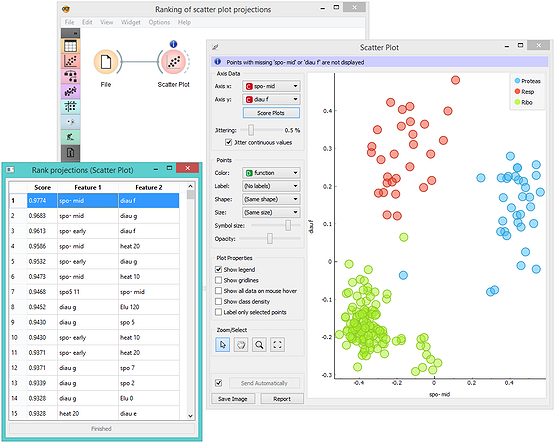 Ranking of scatter plot projections
File Edit View Widget Options Help
File
Scatter Plot
Rank projections (Scatter Plot)
Score Feature 1 Feature 2
1 0.9774 spo- mid diau f
2 0.9683 spo- mid diau g
3 0.9613 spo- early diau f
4 0.9586 spo- mid heat 20
5 0.9532 spo- early diau g
6 0.9473 spo- mid heat 10
7 0.9468 spo5 11 spo- mid
8 0.9452 diau g Elu 120
9 0.9430 diau g spo 5
10 0.9430 spo- early heat 10
11 0.9371 spo- early heat 20
12 0.9371 diau g spo 7
13 0.9339 diau g spo 2
14 0.9328 diau g Elu 0
15 0.9328 heat 20 diau e
Finished
Scatter Plot
Points with missing 'spo- mid' or 'diau f' are not displayed
Axis Data
Axis x: C spo- mid
Axis y: C diau f
Score Plots
Jittering: 0.5 %
Jitter continuous values
Points
Color: D function
Label: (No labels)
Shape: (Same shape)
Size: (Same size)
Symbol size:
Opacity:
Plot Properties
Show legend
Show gridlines
Show all data on mouse hover
Show class density
Label only selected points
Zoom/Select
Send Automatically
Save Image Report
Proteas
Resp
Ribo
diau f
0.4
0.3
0.2
0.1
0
-0.1
-0.2
-0.3
-0.4 -0.2 0 0.2 0.4
spo- mid